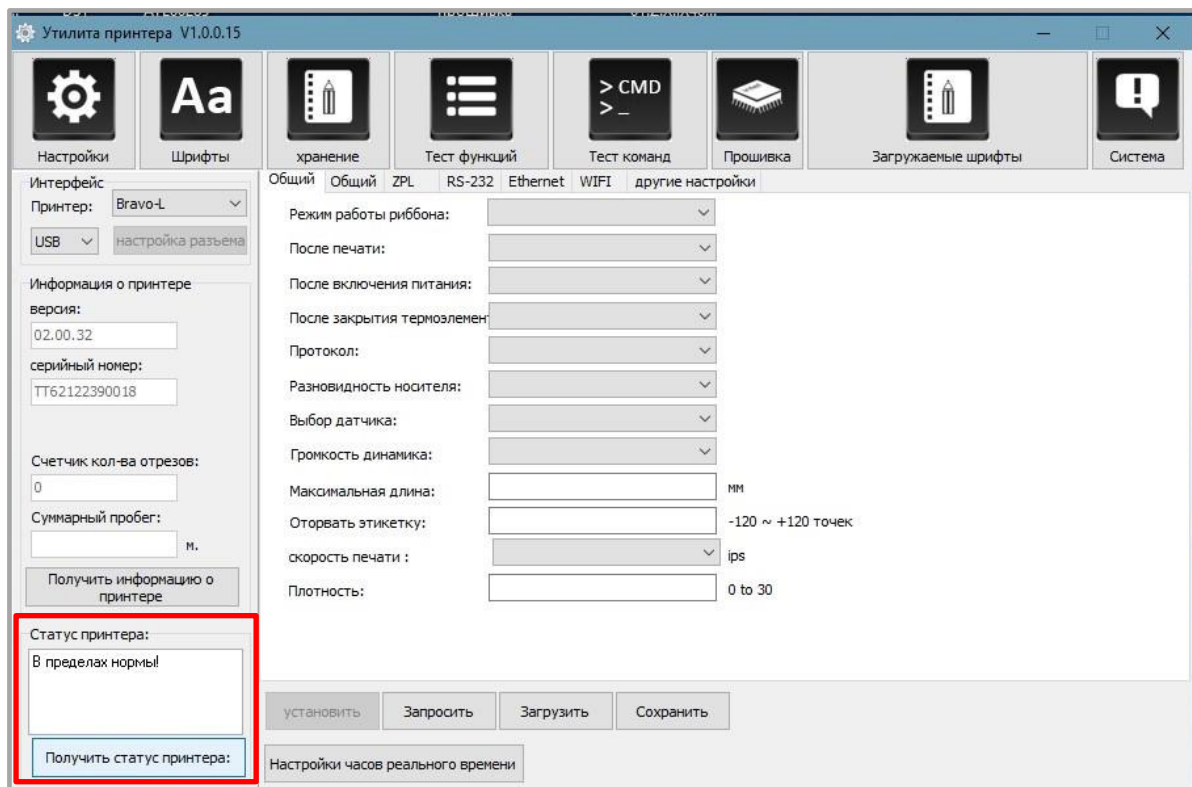 Утилита принтера V1.0.0.15
Aa
> CMD
> _
Настройки
Шрифты
хранение
Тест функций
Тест команд
Прошивка
Загружаемые шрифты
Система
Интерфейс
Принтер: Bravo-L
USB настройка разъема
Информация о принтере
версия:
02.00.32
серийный номер:
TT62122390018
Счетчик кол-ва отрезов:
0
Суммарный пробег:
м.
Получить информацию о
принтере
Статус принтера:
В пределах нормы!
Получить статус принтера:
Общий Общий ZPL RS-232 Ethernet WIFI другие настройки
Режим работы риббона:
После печати:
После включения питания:
После закрытия термоэлемен
Протокол:
Разновидность носителя:
Выбор датчика:
Громкость динамика:
Максимальная длина: мм
Оторвать этикетку: -120 ~ +120 точек
скорость печати : ips
Плотность: 0 to 30
установить Запросить Загрузить Сохранить
Настройки часов реального времени